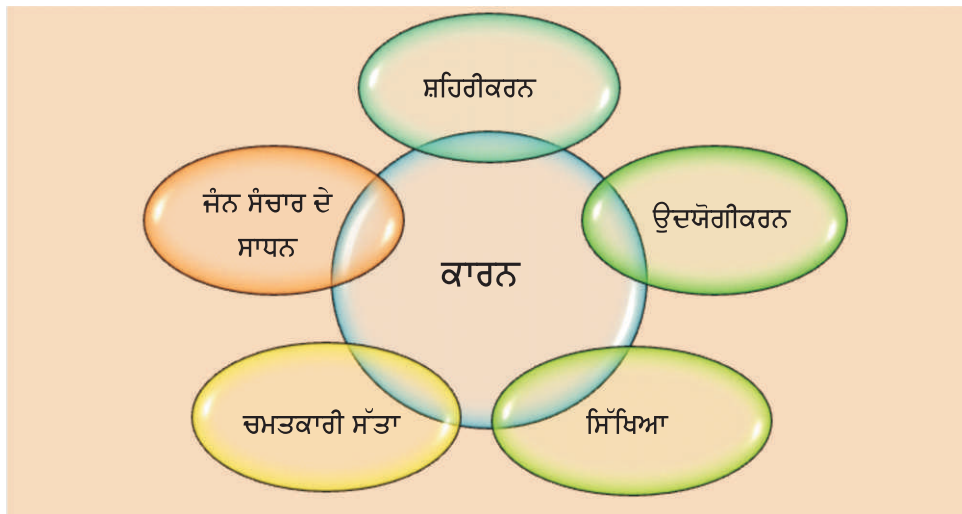 ਸ਼ਹਿਰੀਕਰਨ
ਜੰਨ ਸੰਚਾਰ ਦੇ
ਸਾਧਨ
ਉਦਯੋਗੀਕਰਨ
ਕਾਰਨ
ਚਮਤਕਾਰੀ ਸੱਤਾ
ਸਿੱਖਿਆ